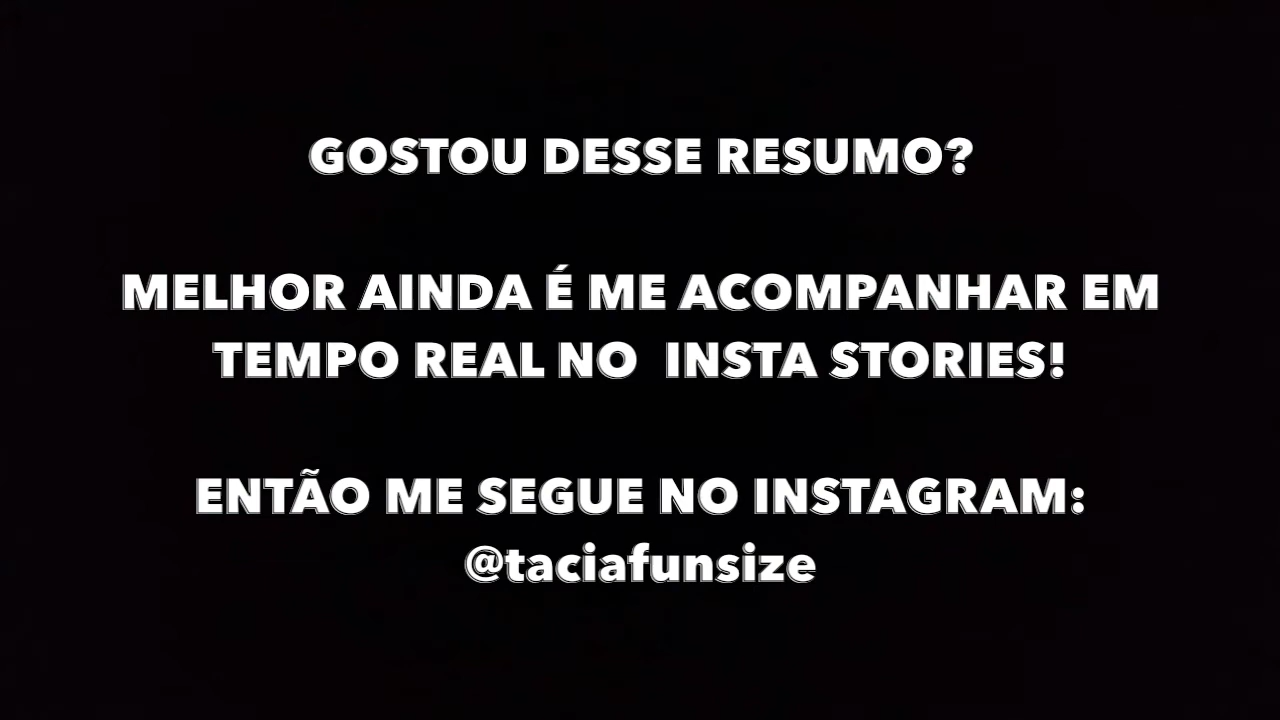 GOSTOU DESSE RESUMO?
MELHOR AINDA É ME ACOMPANHAR EM
TEMPO REAL NO INSTA STORIES!
ENTÃO ME SEGUE NO INSTAGRAM:
@taciafunsize